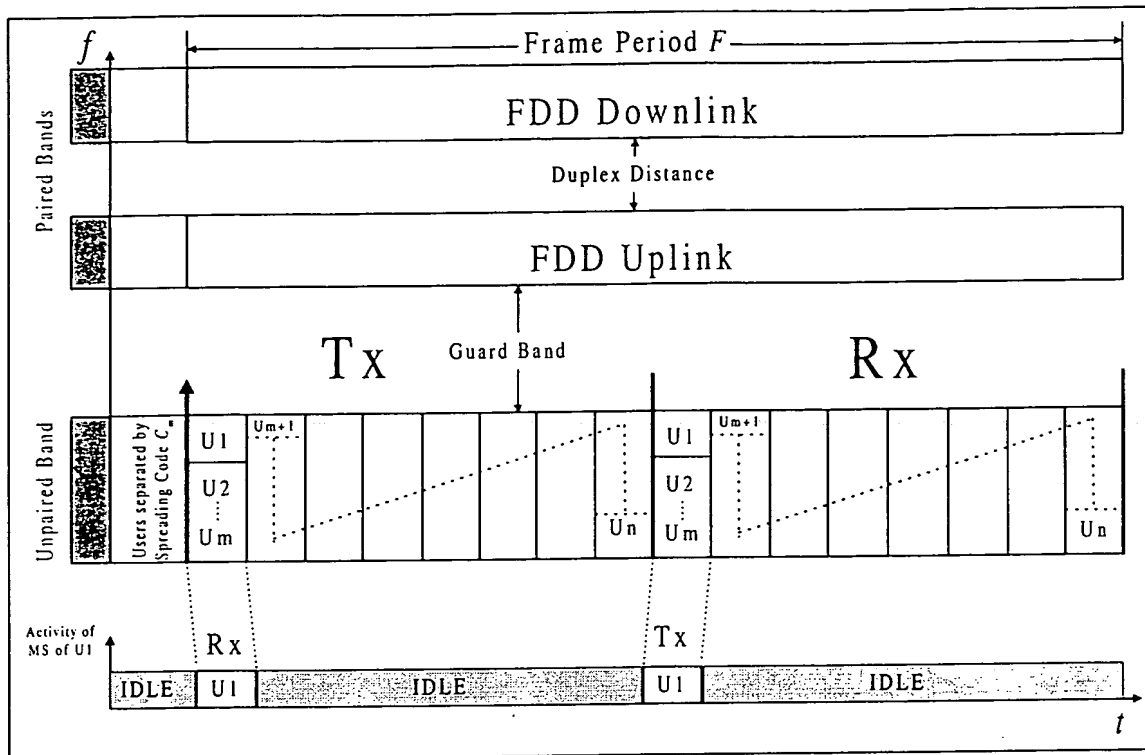 f
Frame Period F
FDD Downlink
Paired Bands
Duplex Distance
FDD Uplink
Tx
Guard Band
Rx
Unpaired Band
Users separated by
Spreading Code Cm
U1
U2
Um
Um+1
Un
U1
U2
Um
Um+1
Un
Activity of
MS of U1
Rx
Tx
IDLE
U1
IDLE
U1
IDLE
t